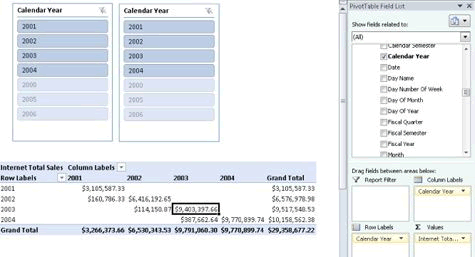 Calendar Year
2001
2002
2003
2004
2000
2005
2006
Calendar Year
2001
2002
2003
2004
2000
2005
2006
Internet Total Sales Column Labels
Row Labels 2001 2002 2003 2004 Grand Total
2001 $3,105,587.33 $3,105,587.33
2002 $160,786.33 $6,416,192.65 $6,576,978.98
2003 $114,150.87 $9,403,397.66 $9,517,548.53
2004 $387,662.64 $9,770,899.74 $10,158,562.38
Grand Total $3,266,373.66 $6,530,343.53 $9,791,060.30 $9,770,899.74 $29,358,677.22
PivotTable Field List
Show fields related to:
(All)
Calendar Semester
Calendar Year
Date
Day Name
Day Number Of Week
Day Of Month
Day Of Year
Fiscal Quarter
Fiscal Semester
Fiscal Year
Month
Drag fields between areas below:
Report Filter
Column Labels
Calendar Year
Row Labels
Σ Values
Calendar Year
Internet Tota...